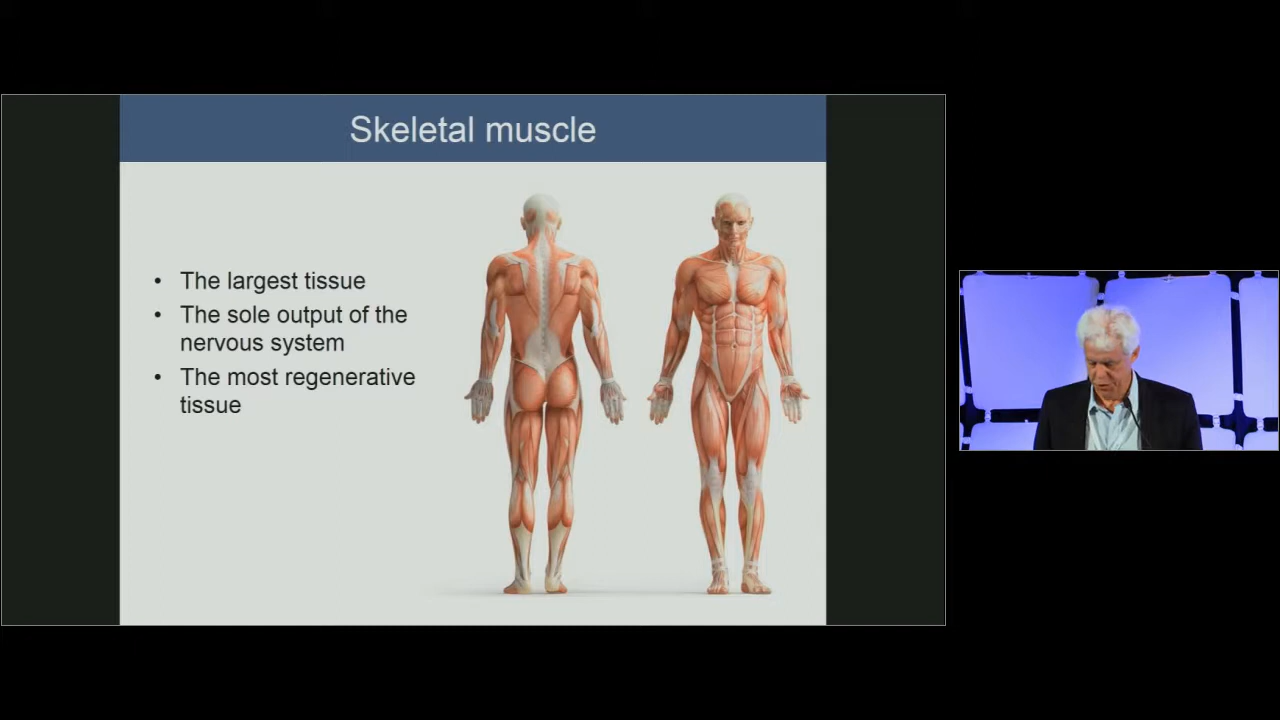 Skeletal muscle
• The largest tissue
• The sole output of the
nervous system
• The most regenerative
tissue